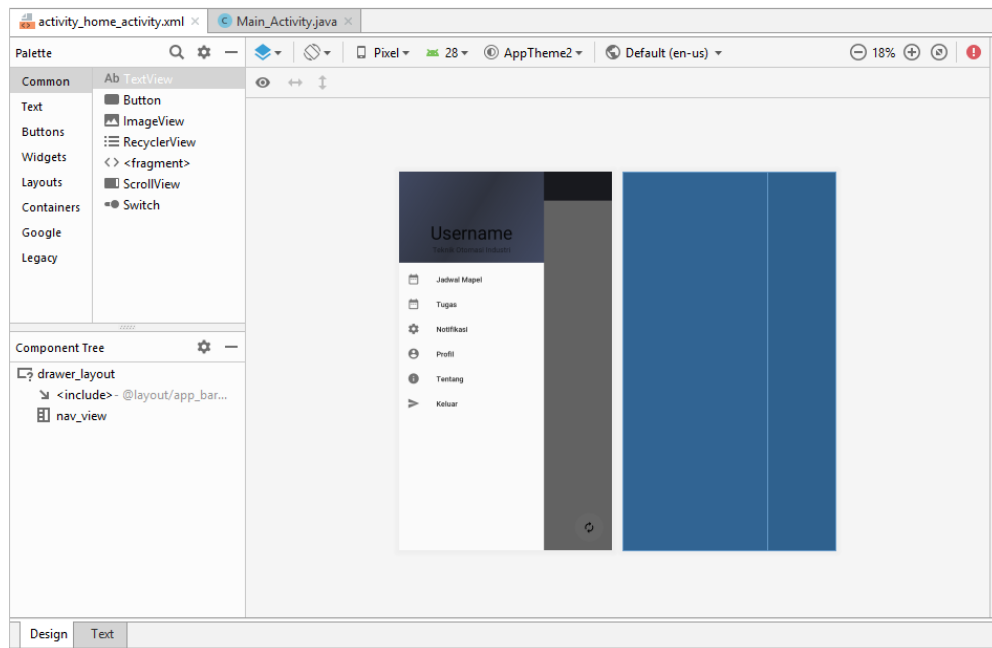 activity_home_activity.xml
Main_Activity.java
Palette
Pixel
28
AppTheme2
Default (en-us)
18%
Common
Text
Buttons
Widgets
Layouts
Containers
Google
Legacy
Ab TextView
Button
ImageView
RecyclerView
<fragment>
ScrollView
Switch
Component Tree
drawer_layout
<include> - @layout/app_bar...
nav_view
Username
Jadwal Mapel
Tugas
Notifikasi
Profil
Tentang
Keluar
Design
Text